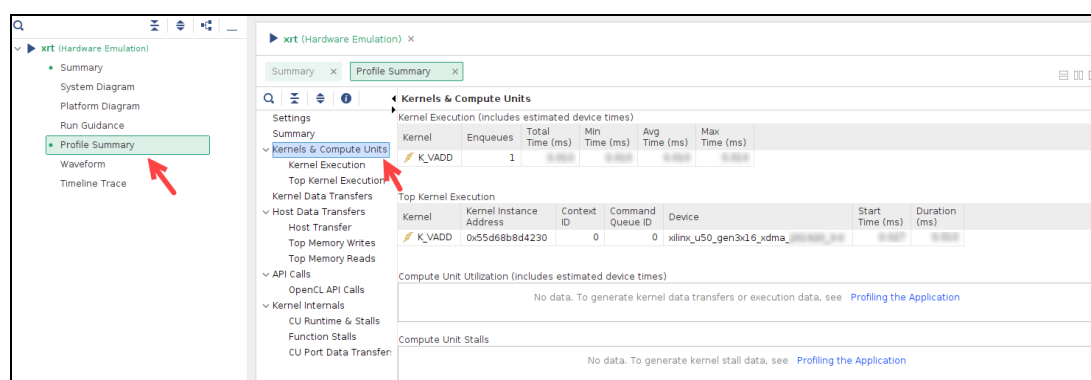 xrt (Hardware Emulation)
Summary
System Diagram
Platform Diagram
Run Guidance
Profile Summary
Waveform
Timeline Trace
xrt (Hardware Emulation) ×
Summary × Profile Summary ×
Settings
Summary
Kernels & Compute Units
Kernel Execution
Top Kernel Execution
Kernel Data Transfers
Host Data Transfers
Host Transfer
Top Memory Writes
Top Memory Reads
API Calls
OpenCL API Calls
Kernel Internals
CU Runtime & Stalls
Function Stalls
CU Port Data Transfer
Kernels & Compute Units
Kernel Execution (includes estimated device times)
Kernel Enqueues Total Time (ms) Min Time (ms) Avg Time (ms) Max Time (ms)
K_VADD 1
Top Kernel Execution
Kernel Kernel Instance Address Context ID Command Queue ID Device Start Time (ms) Duration (ms)
K_VADD 0x55d68b8d4230 0 0 xilinx_u50_gen3x16_xdma_
Compute Unit Utilization (includes estimated device times)
No data. To generate kernel data transfers or execution data, see Profiling the Application
Compute Unit Stalls
No data. To generate kernel stall data, see Profiling the Application